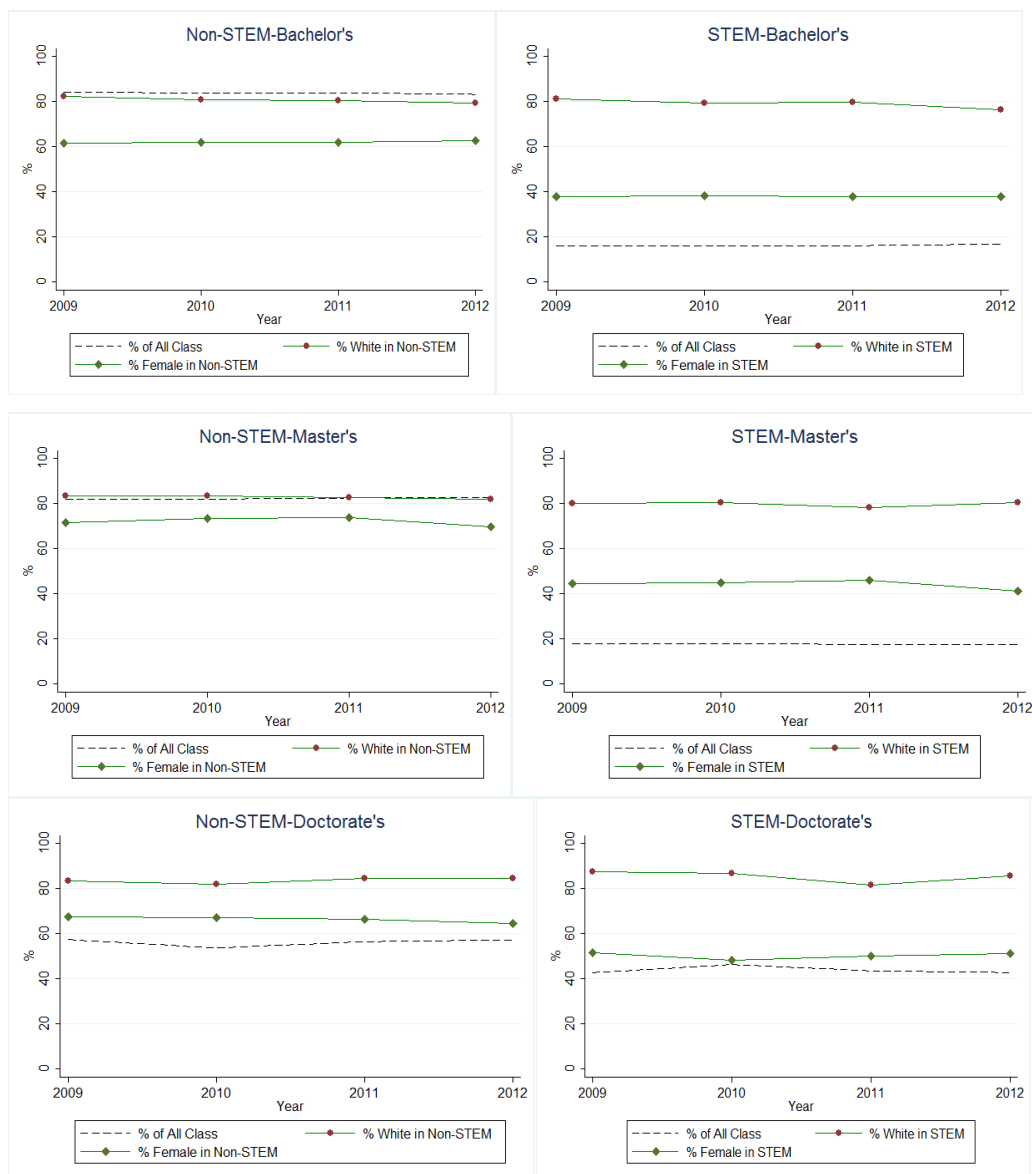 Non-STEM-Bachelor's
100
80
60
40
20
0
%
2009 2010 2011 2012
Year
% of All Class % White in Non-STEM
% Female in Non-STEM
STEM-Bachelor's
100
80
60
40
20
0
%
2009 2010 2011 2012
Year
% of All Class % White in STEM
% Female in STEM
Non-STEM-Master's
100
80
60
40
20
0
%
2009 2010 2011 2012
Year
% of All Class % White in Non-STEM
% Female in Non-STEM
STEM-Master's
100
80
60
40
20
0
%
2009 2010 2011 2012
Year
% of All Class % White in STEM
% Female in STEM
Non-STEM-Doctorate's
100
80
60
40
20
0
%
2009 2010 2011 2012
Year
% of All Class % White in Non-STEM
% Female in Non-STEM
STEM-Doctorate's
100
80
60
40
20
0
%
2009 2010 2011 2012
Year
% of All Class % White in STEM
% Female in STEM